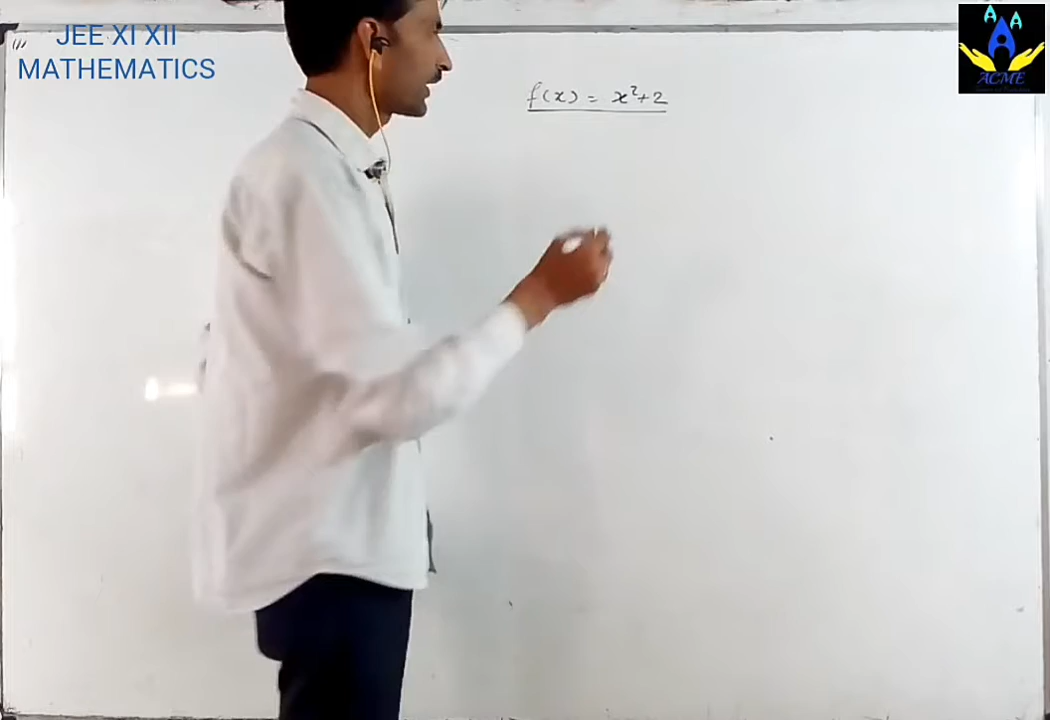 JEE XI XII
MATHEMATICS
f(x) = x²+2
A A
ACME